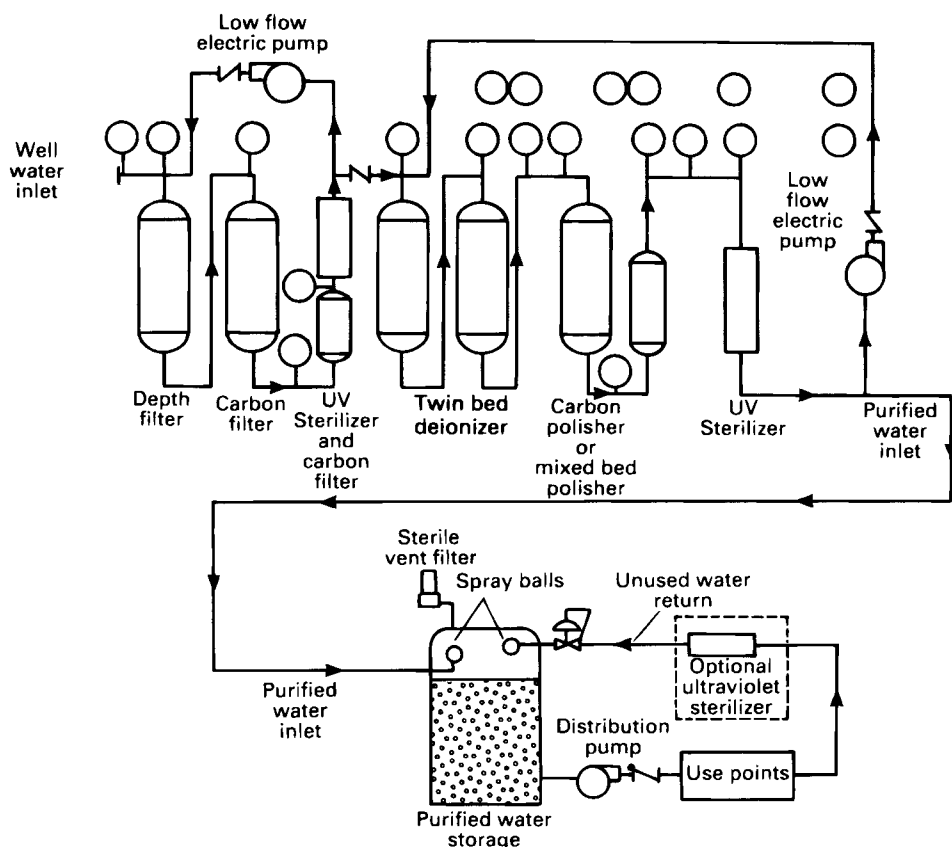 Low flow
electric pump
Well
water
inlet
Low
flow
electric
pump
Depth
filter
Carbon
filter
UV
Sterilizer
and
carbon
filter
Twin bed
deionizer
Carbon
polisher
or
mixed bed
polisher
UV
Sterilizer
Purified
water
inlet
Sterile
vent filter
Spray balls
Unused water
return
Optional
ultraviolet
sterilizer
Purified
water
inlet
Distribution
pump
Use points
Purified water
storage